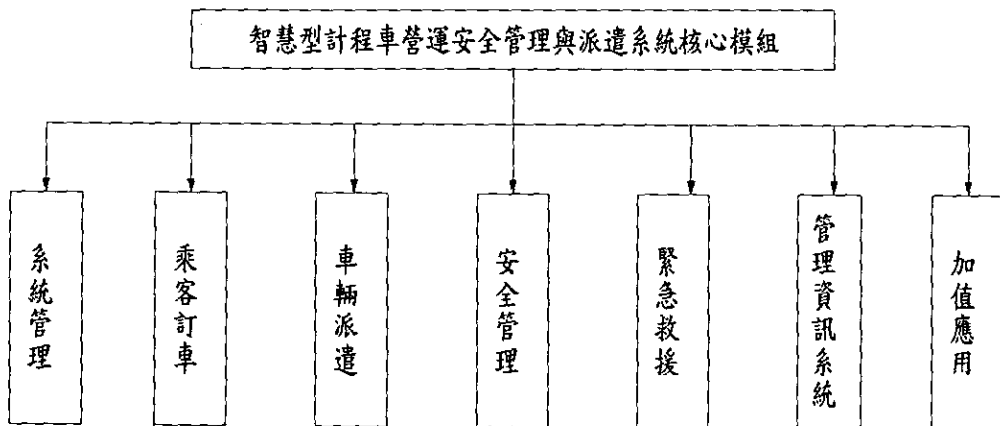 智慧型計程車營運安全管理與派遣系統核心模組
系統管理
乘客訂車
車輛派遣
安全管理
緊急救援
管理資訊系統
加值應用